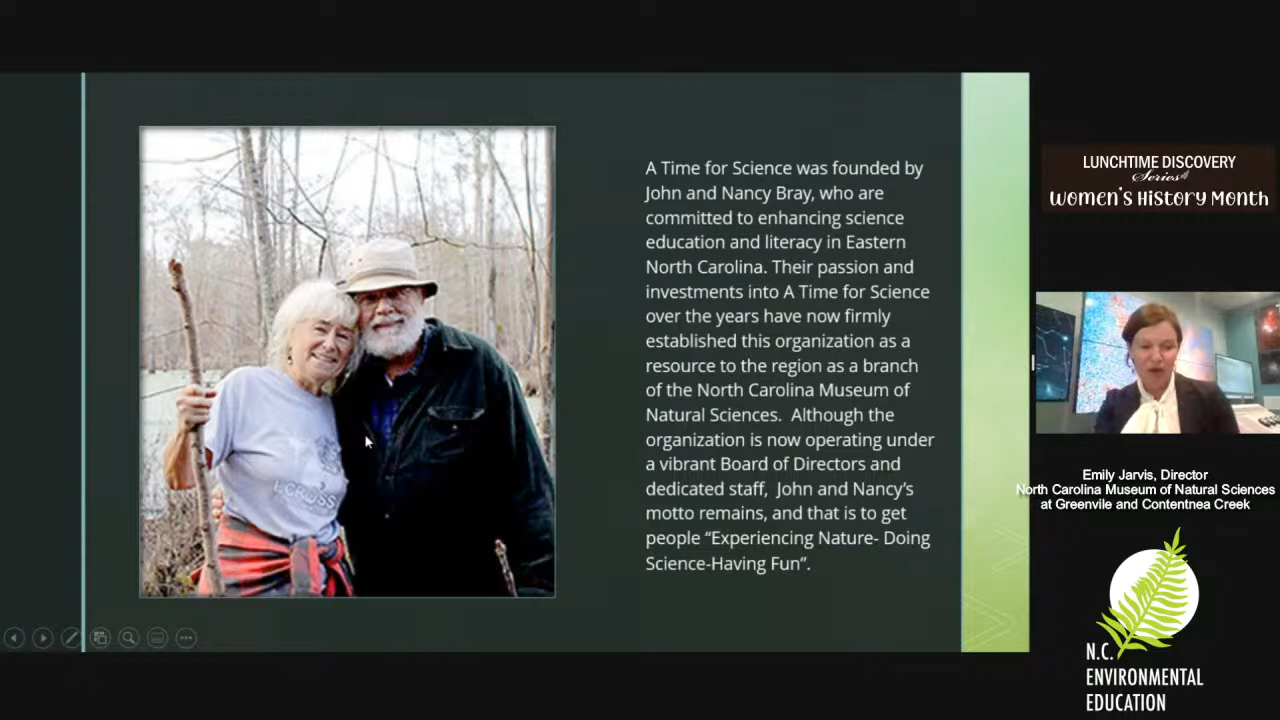 A Time for Science was founded by
John and Nancy Bray, who are
committed to enhancing science
education and literacy in Eastern
North Carolina. Their passion and
investments into A Time for Science
over the years have now firmly
established this organization as a
resource to the region as a branch
of the North Carolina Museum of
Natural Sciences.  Although the
organization is now operating under
a vibrant Board of Directors and
dedicated staff,  John and Nancy’s
motto remains, and that is to get
people “Experiencing Nature- Doing
Science-Having Fun”.
LUNCHTIME DISCOVERY
Series
Women's History Month
Emily Jarvis, Director
North Carolina Museum of Natural Sciences
at Greenvile and Contentnea Creek
N.C.
ENVIRONMENTAL
EDUCATION